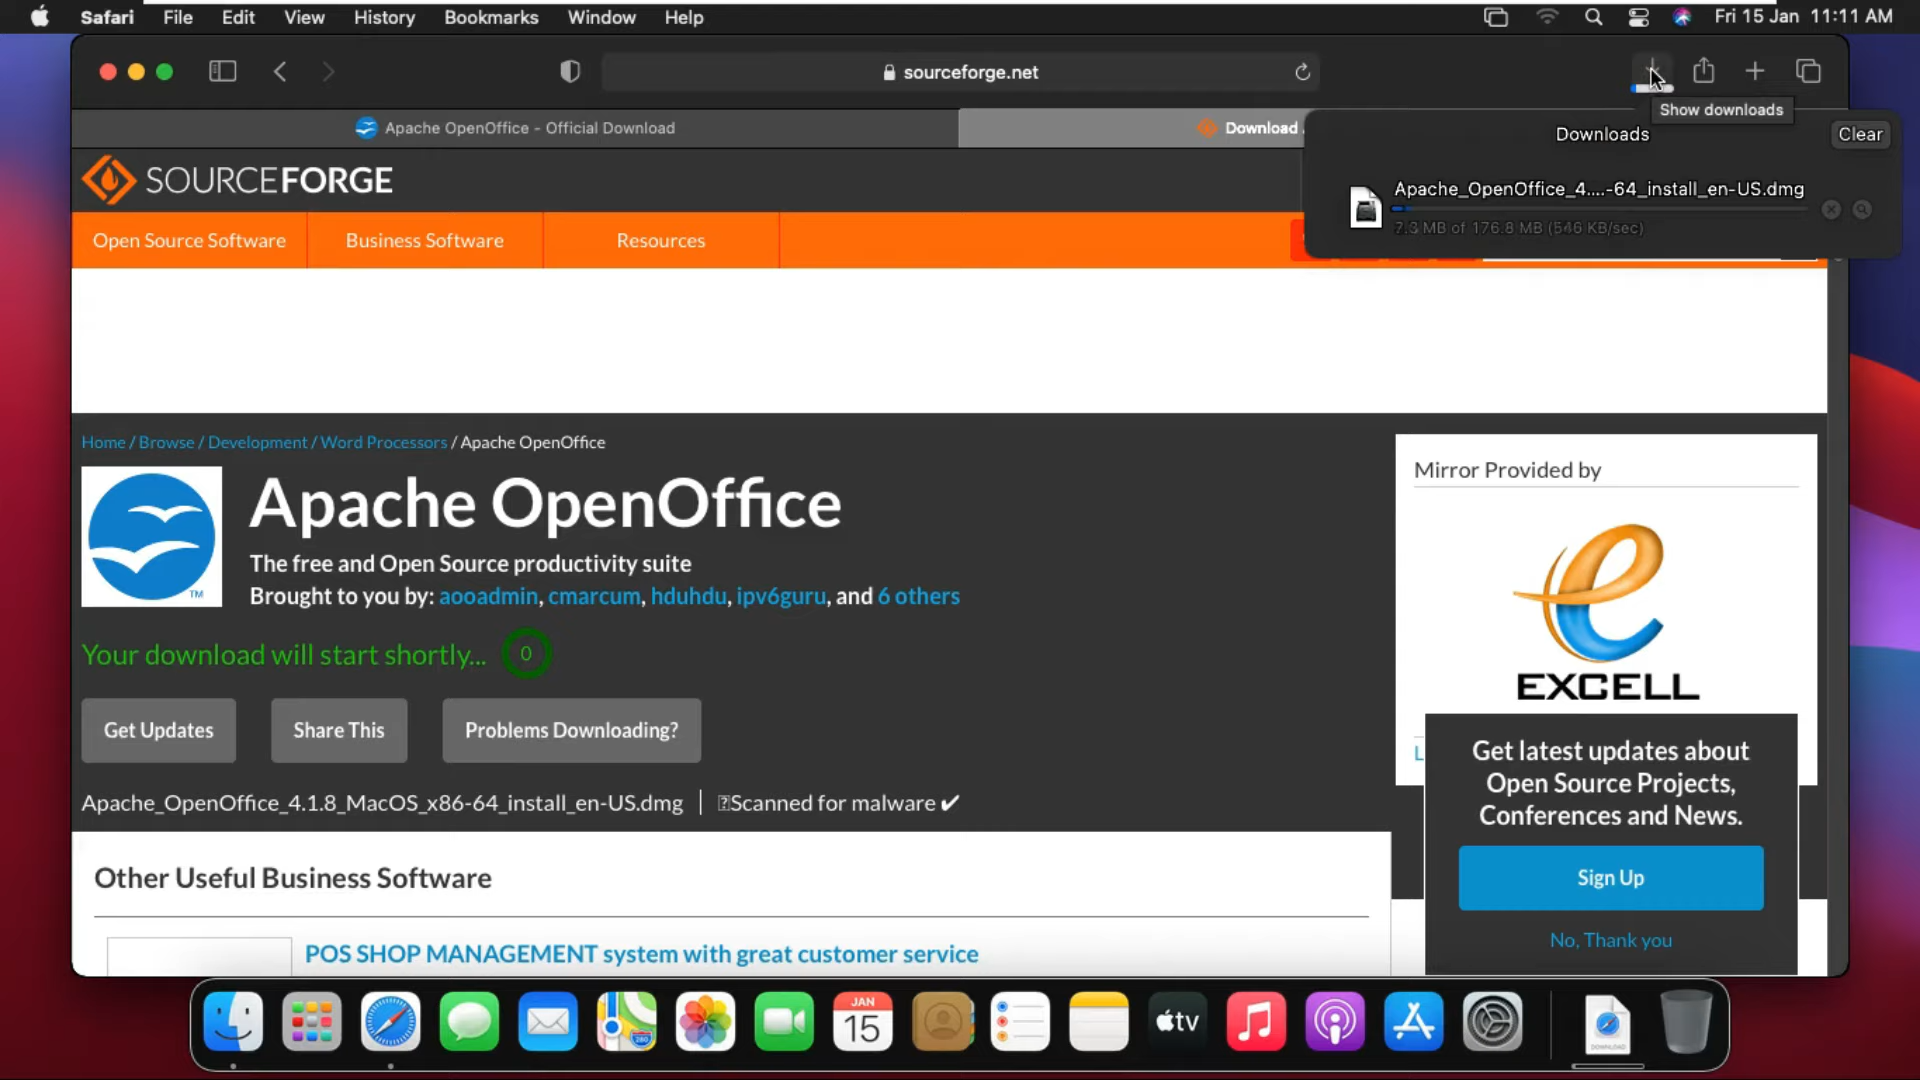 Safari File Edit View History Bookmarks Window Help Fri 15 Jan 11:11 AM
sourceforge.net
Show downloads
Apache OpenOffice - Official Download
Download
Downloads
Clear
Apache_OpenOffice_4....-64_install_en-US.dmg
7.3 MB of 176.8 MB (546 KB/sec)
SOURCEFORGE
Open Source Software Business Software Resources
Home / Browse / Development / Word Processors / Apache OpenOffice
Apache OpenOffice
TM
The free and Open Source productivity suite
Brought to you by: aooadmin, cmarcum, hduhdu, ipv6guru, and 6 others
Your download will start shortly... 0
Get Updates Share This Problems Downloading?
Apache_OpenOffice_4.1.8_MacOS_x86-64_install_en-US.dmg | Scanned for malware ✔
Mirror Provided by
e
EXCELL
L
Get latest updates about
Open Source Projects,
Conferences and News.
Sign Up
No, Thank you
Other Useful Business Software
POS SHOP MANAGEMENT system with great customer service
280
JAN
15
tv
DOWNLOAD